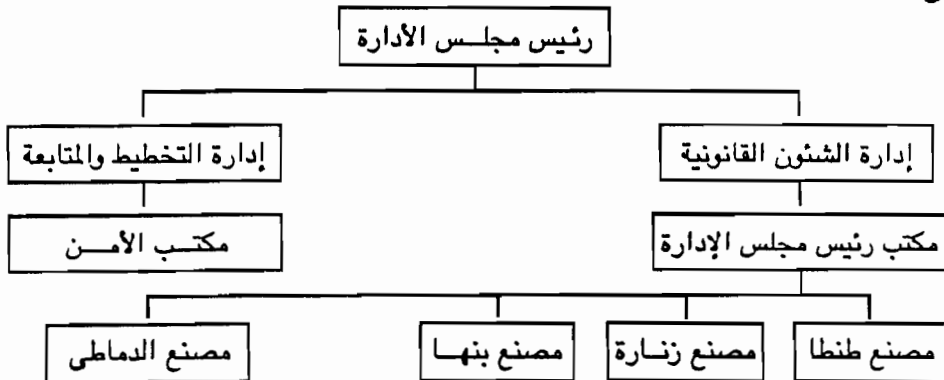 رئيس مجلس الأدارة
إدارة الشئون القانونية
إدارة التخطيط والمتابعة
مكتب رئيس مجلس الإدارة
مكتب الأمن
مصنع طنطا
مصنع زنارة
مصنع بنها
مصنع الدماطى